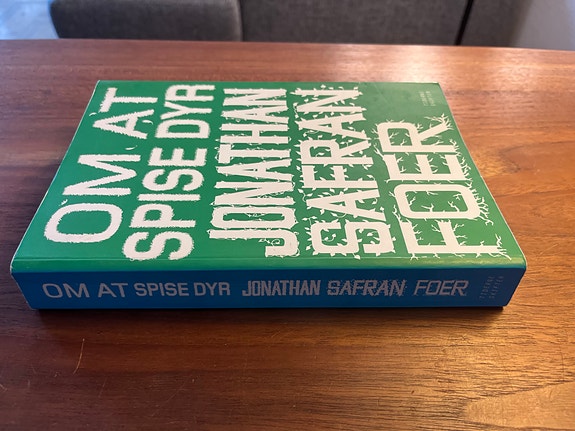 OM AT
SPISE DYR
JONATHAN
SAFRAN
FOER
OM AT SPISE DYR JONATHAN SAFRAN FOER